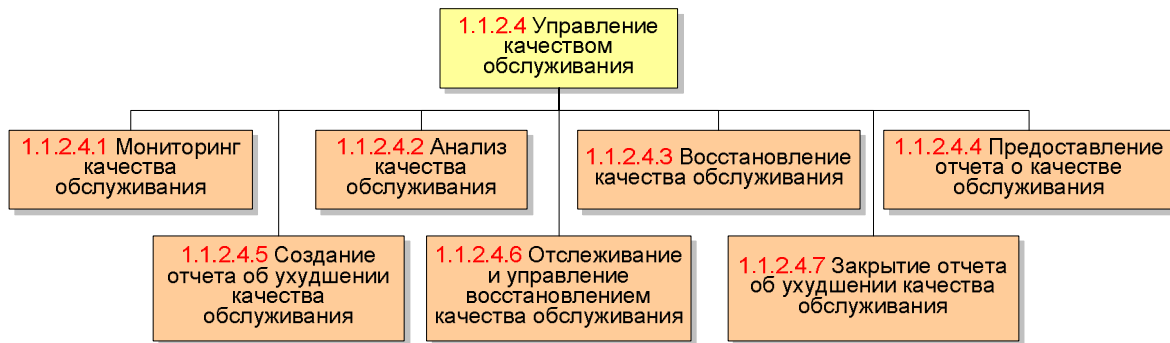 1.1.2.4 Управление
качеством
обслуживания
1.1.2.4.1 Мониторинг
качества
обслуживания
1.1.2.4.2 Анализ
качества
обслуживания
1.1.2.4.3 Восстановление
качества обслуживания
1.1.2.4.4 Предоставление
отчета о качестве
обслуживания
1.1.2.4.5 Создание
отчета об ухудшении
качества
обслуживания
1.1.2.4.6 Отслеживание
и управление
восстановлением
качества обслуживания
1.1.2.4.7 Закрытие отчета
об ухудшении качества
обслуживания